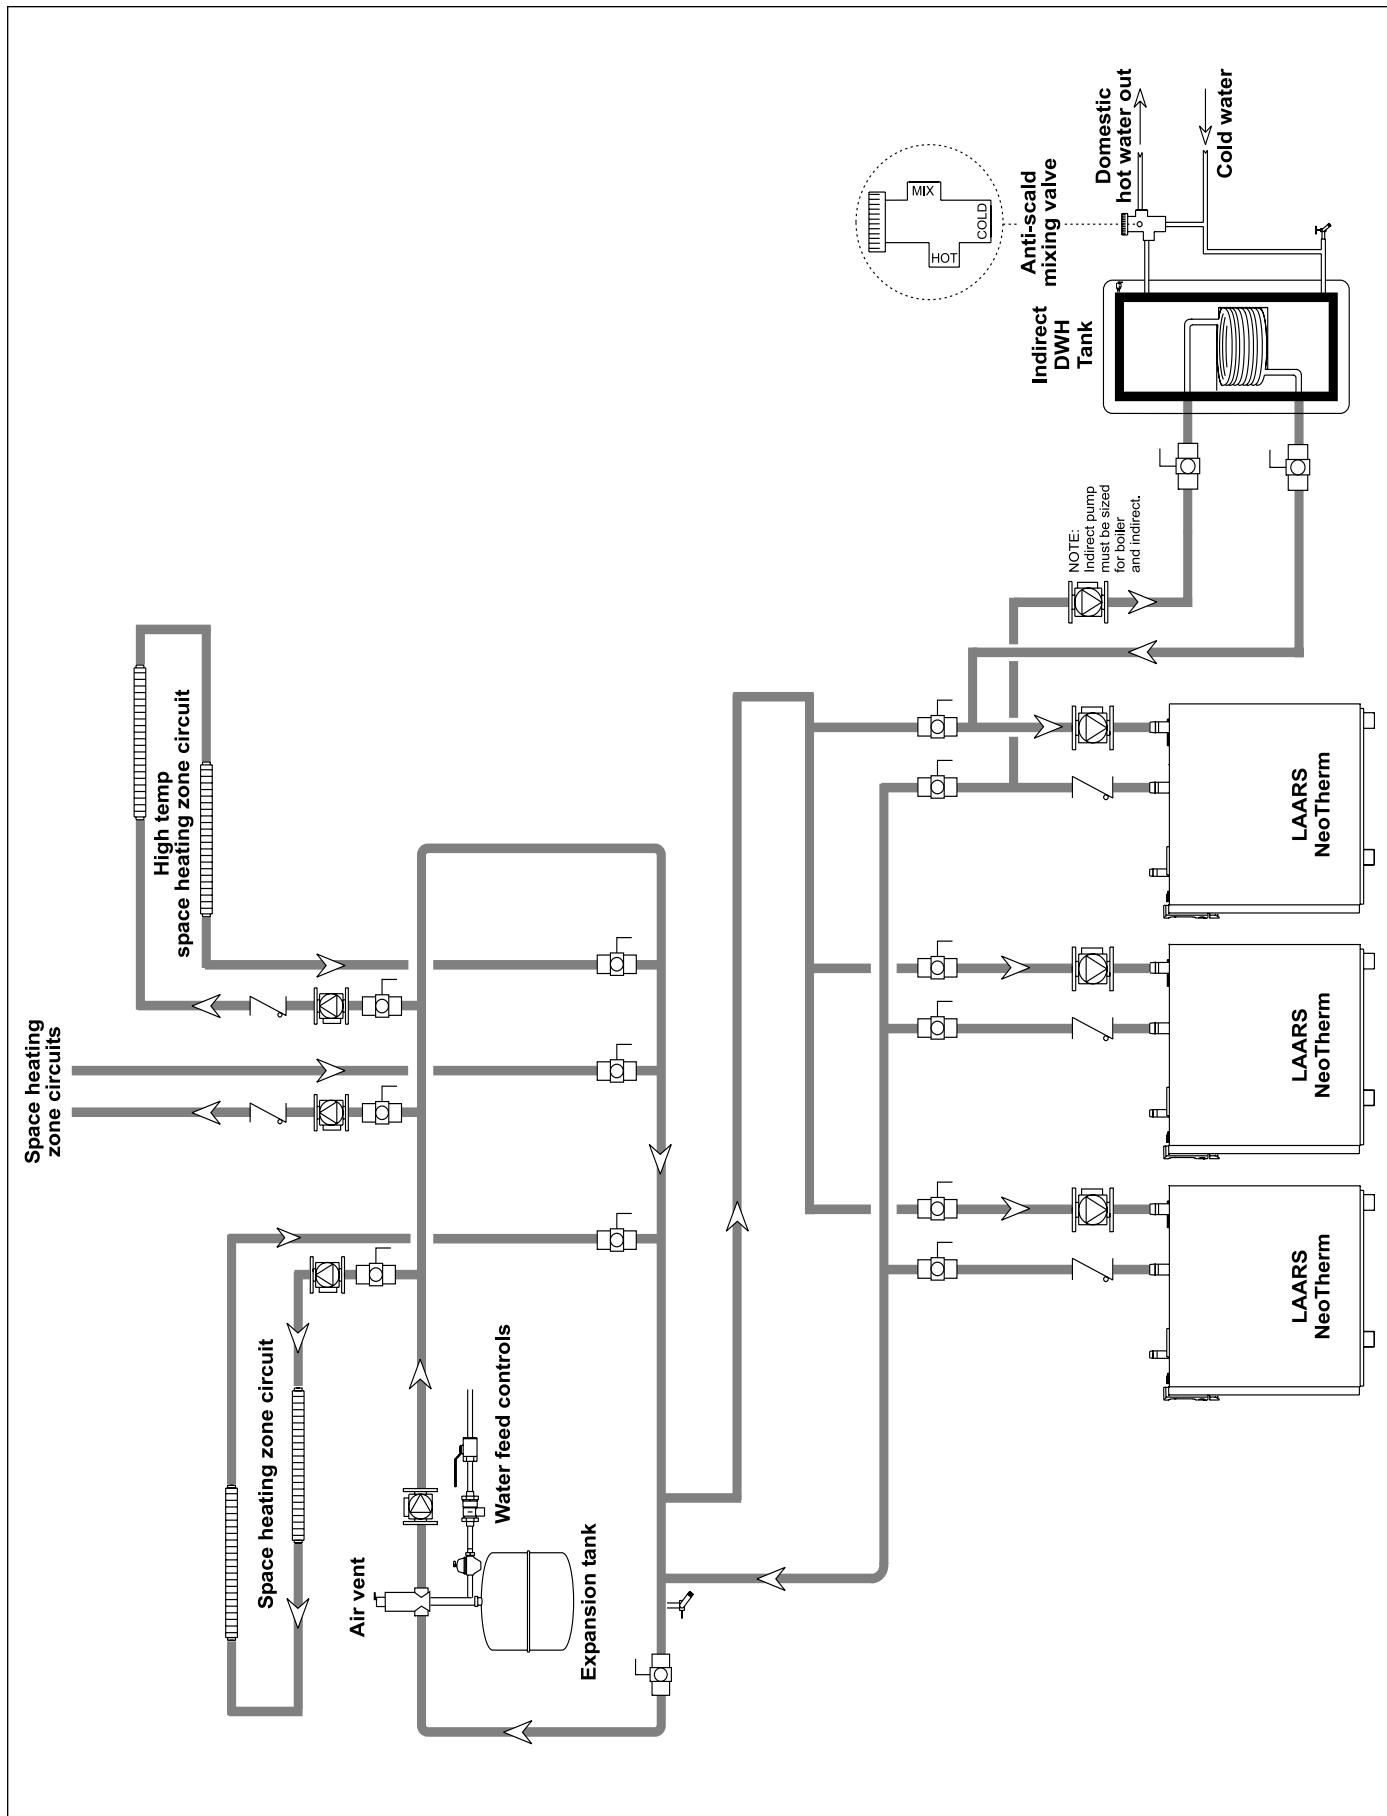 Space heating
zone circuits
High temp
space heating zone circuit
Space heating zone circuit
Air vent
Water feed controls
Expansion tank
MIX
HOT
COLD
Anti-scald
mixing valve
Domestic
hot water out
Cold water
Indirect
DWH
Tank
NOTE:
Indirect pump
must be sized
for boiler
and indirect.
LAARS
NeoTherm
LAARS
NeoTherm
LAARS
NeoTherm